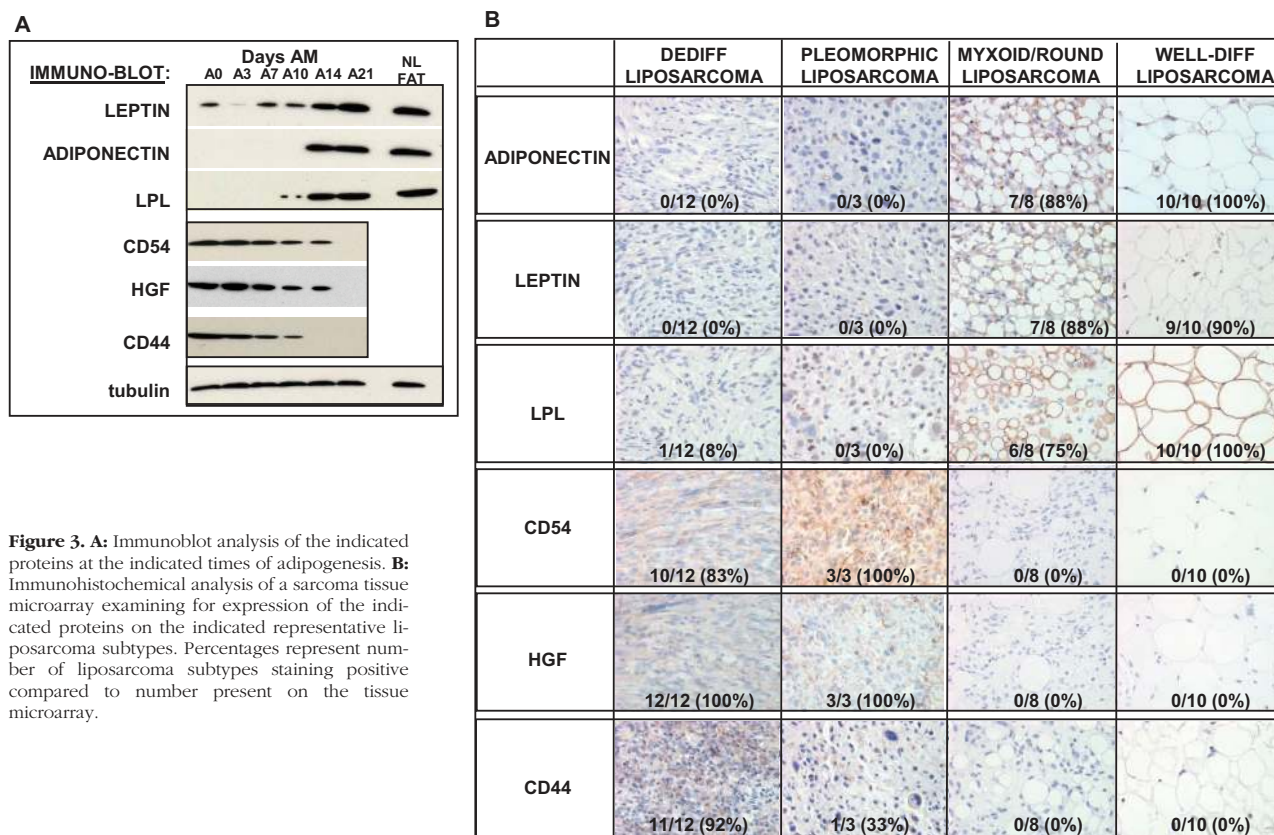 A
Days AM
IMMUNO-BLOT: A0 A3 A7 A10 A14 A21 NL FAT
LEPTIN
ADIPONECTIN
LPL
CD54
HGF
CD44
tubulin
Figure 3. A: Immunoblot analysis of the indicated
proteins at the indicated times of adipogenesis. B:
Immunohistochemical analysis of a sarcoma tissue
microarray examining for expression of the indi-
cated proteins on the indicated representative li-
posarcoma subtypes. Percentages represent num-
ber of liposarcoma subtypes staining positive
compared to number present on the tissue
microarray.
B
DEDIFF LIPOSARCOMA
PLEOMORPHIC LIPOSARCOMA
MYXOID/ROUND LIPOSARCOMA
WELL-DIFF LIPOSARCOMA
ADIPONECTIN
0/12 (0%) 0/3 (0%) 7/8 (88%) 10/10 (100%)
LEPTIN
0/12 (0%) 0/3 (0%) 7/8 (88%) 9/10 (90%)
LPL
1/12 (8%) 0/3 (0%) 6/8 (75%) 10/10 (100%)
CD54
10/12 (83%) 3/3 (100%) 0/8 (0%) 0/10 (0%)
HGF
12/12 (100%) 3/3 (100%) 0/8 (0%) 0/10 (0%)
CD44
11/12 (92%) 1/3 (33%) 0/8 (0%) 0/10 (0%)